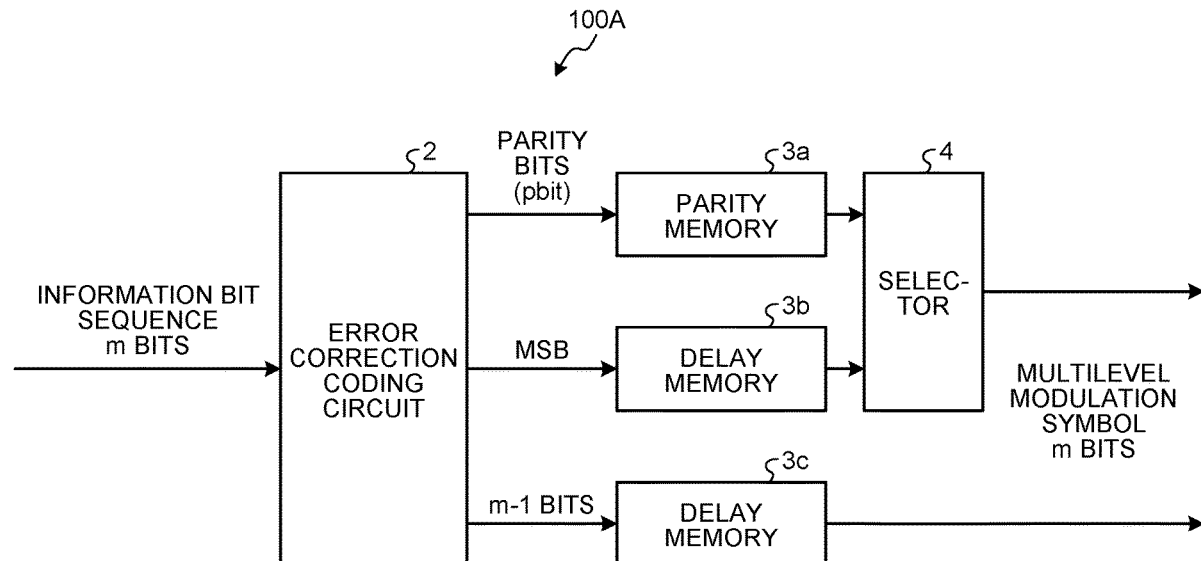 100A
2
PARITY
BITS
(pbit)
3a
PARITY
MEMORY
4
SELEC-
TOR
INFORMATION BIT
SEQUENCE
m BITS
ERROR
CORRECTION
CODING
CIRCUIT
MSB
3b
DELAY
MEMORY
MULTILEVEL
MODULATION
SYMBOL
m BITS
m-1 BITS
3c
DELAY
MEMORY